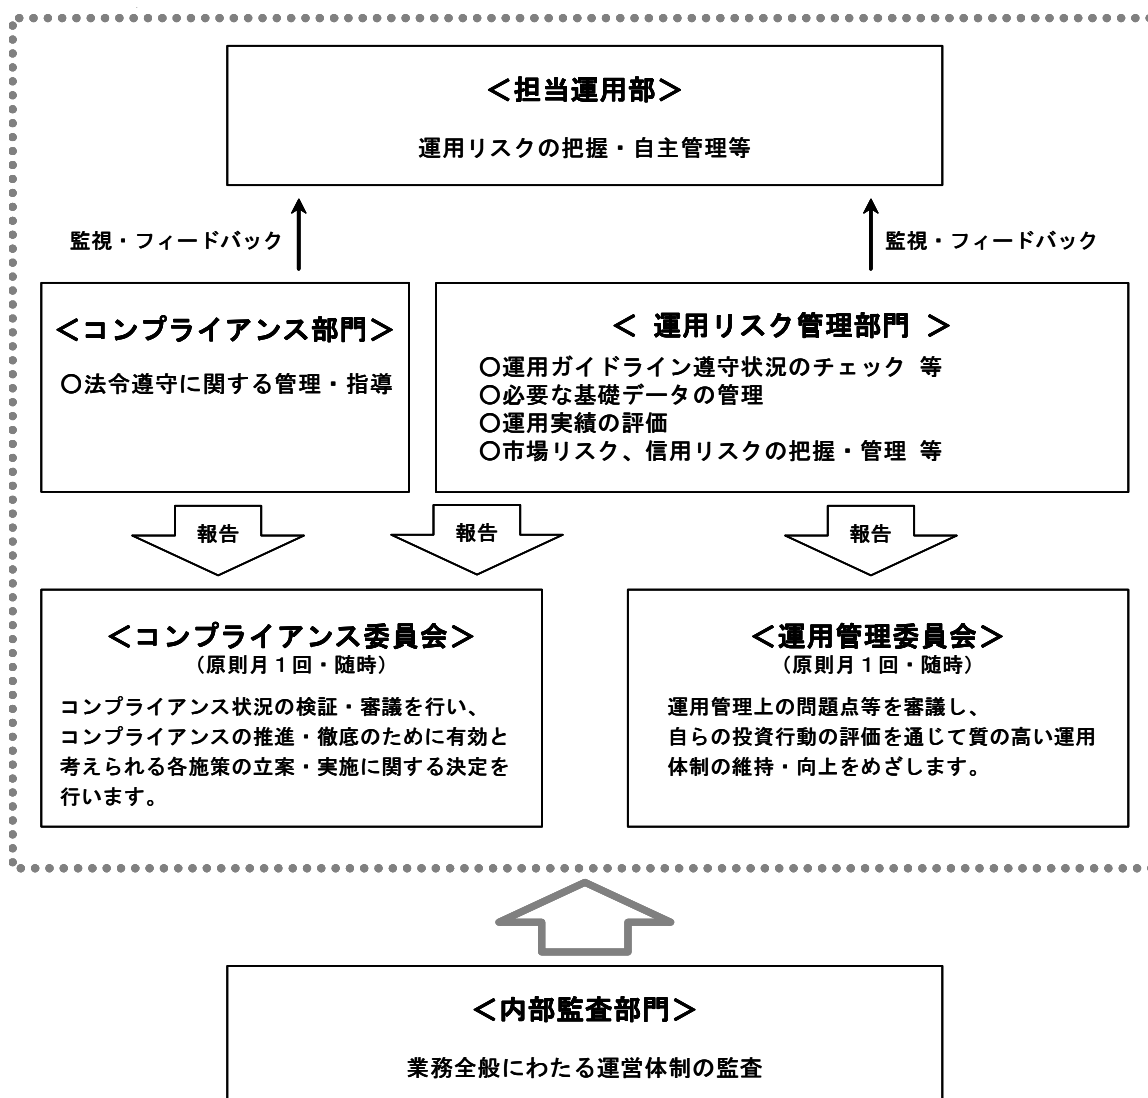 ＜担当運用部＞
運用リスクの把握・自主管理等
監視・フィードバック
監視・フィードバック
＜コンプライアンス部門＞
〇法令遵守に関する管理・指導
＜ 運用リスク管理部門 ＞
〇運用ガイドライン遵守状況のチェック 等
〇必要な基礎データの管理
〇運用実績の評価
〇市場リスク、信用リスクの把握・管理 等
報告
報告
報告
＜コンプライアンス委員会＞
（原則月１回・随時）
コンプライアンス状況の検証・審議を行い、
コンプライアンスの推進・徹底のために有効と
考えられる各施策の立案・実施に関する決定を
行います。
＜運用管理委員会＞
（原則月１回・随時）
運用管理上の問題点等を審議し、
自らの投資行動の評価を通じて質の高い運用
体制の維持・向上をめざします。
＜内部監査部門＞
業務全般にわたる運営体制の監査